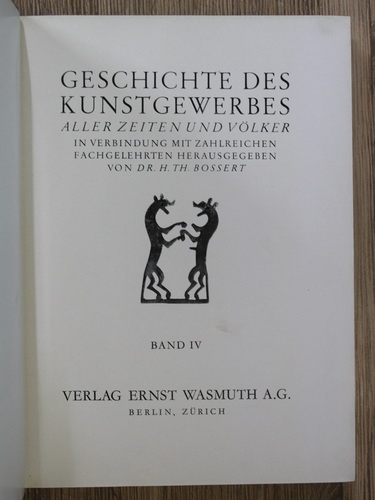 GESCHICHTE DES
KUNSTGEWERBES
ALLER ZEITEN UND VÖLKER
IN VERBINDUNG MIT ZAHLREICHEN
FACHGELEHRTEN HERAUSGEGEBEN
VON DR. H. TH. BOSSERT
BAND IV
VERLAG ERNST WASMUTH A.G.
BERLIN, ZÜRICH